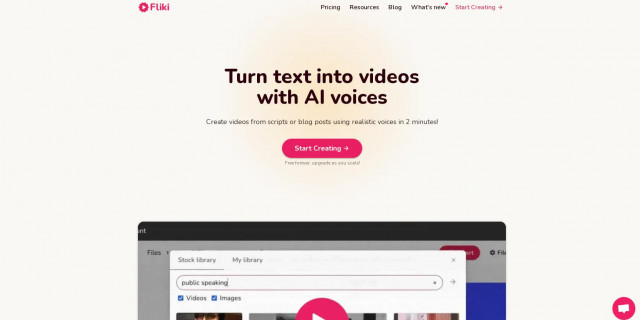 Fliki
Pricing Resources Blog What's new Start Creating →
Turn text into videos
with AI voices
Create videos from scripts or blog posts using realistic voices in 2 minutes!
Start Creating →
Free forever, upgrade as you scale!
Files
Stock library My library
public speaking
Videos Images